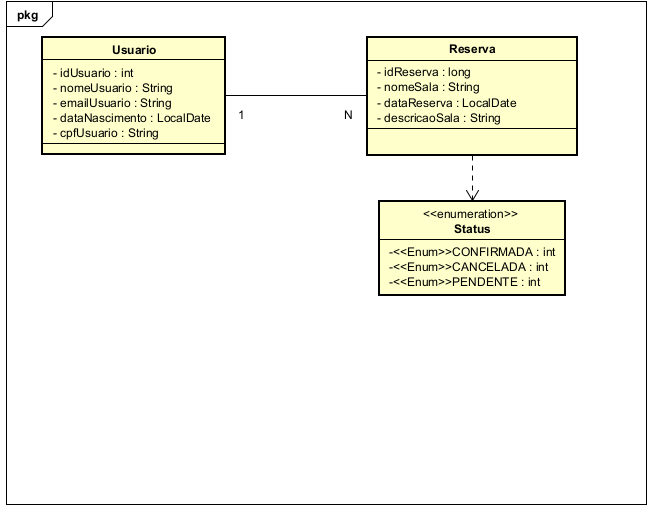 pkg
Usuario
- idUsuario : int
- nomeUsuario : String
- emailUsuario : String
- dataNascimento : LocalDate
- cpfUsuario : String
1
N
Reserva
- idReserva : long
- nomeSala : String
- dataReserva : LocalDate
- descricaoSala : String
<<enumeration>>
Status
-<<Enum>>CONFIRMADA : int
-<<Enum>>CANCELADA : int
-<<Enum>>PENDENTE : int